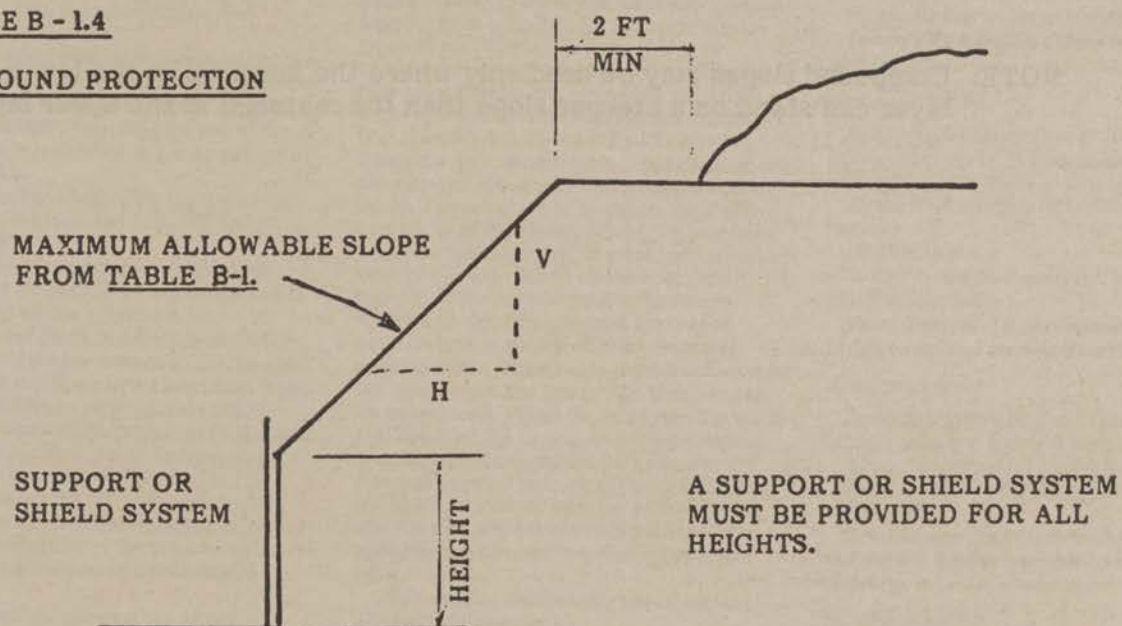 E B - 1.4
OUND PROTECTION
2 FT
MIN
MAXIMUM ALLOWABLE SLOPE
FROM TABLE B-1.
V
H
SUPPORT OR
SHIELD SYSTEM
HEIGHT
A SUPPORT OR SHIELD SYSTEM
MUST BE PROVIDED FOR ALL
HEIGHTS.